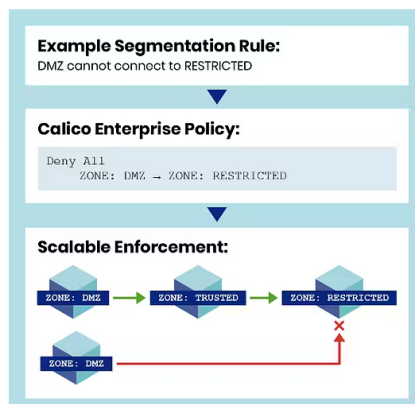 Example Segmentation Rule:
DMZ cannot connect to RESTRICTED
Calico Enterprise Policy:
Deny All
ZONE: DMZ → ZONE: RESTRICTED
Scalable Enforcement:
ZONE: DMZ
ZONE: TRUSTED
ZONE: RESTRICTED
ZONE: DMZ